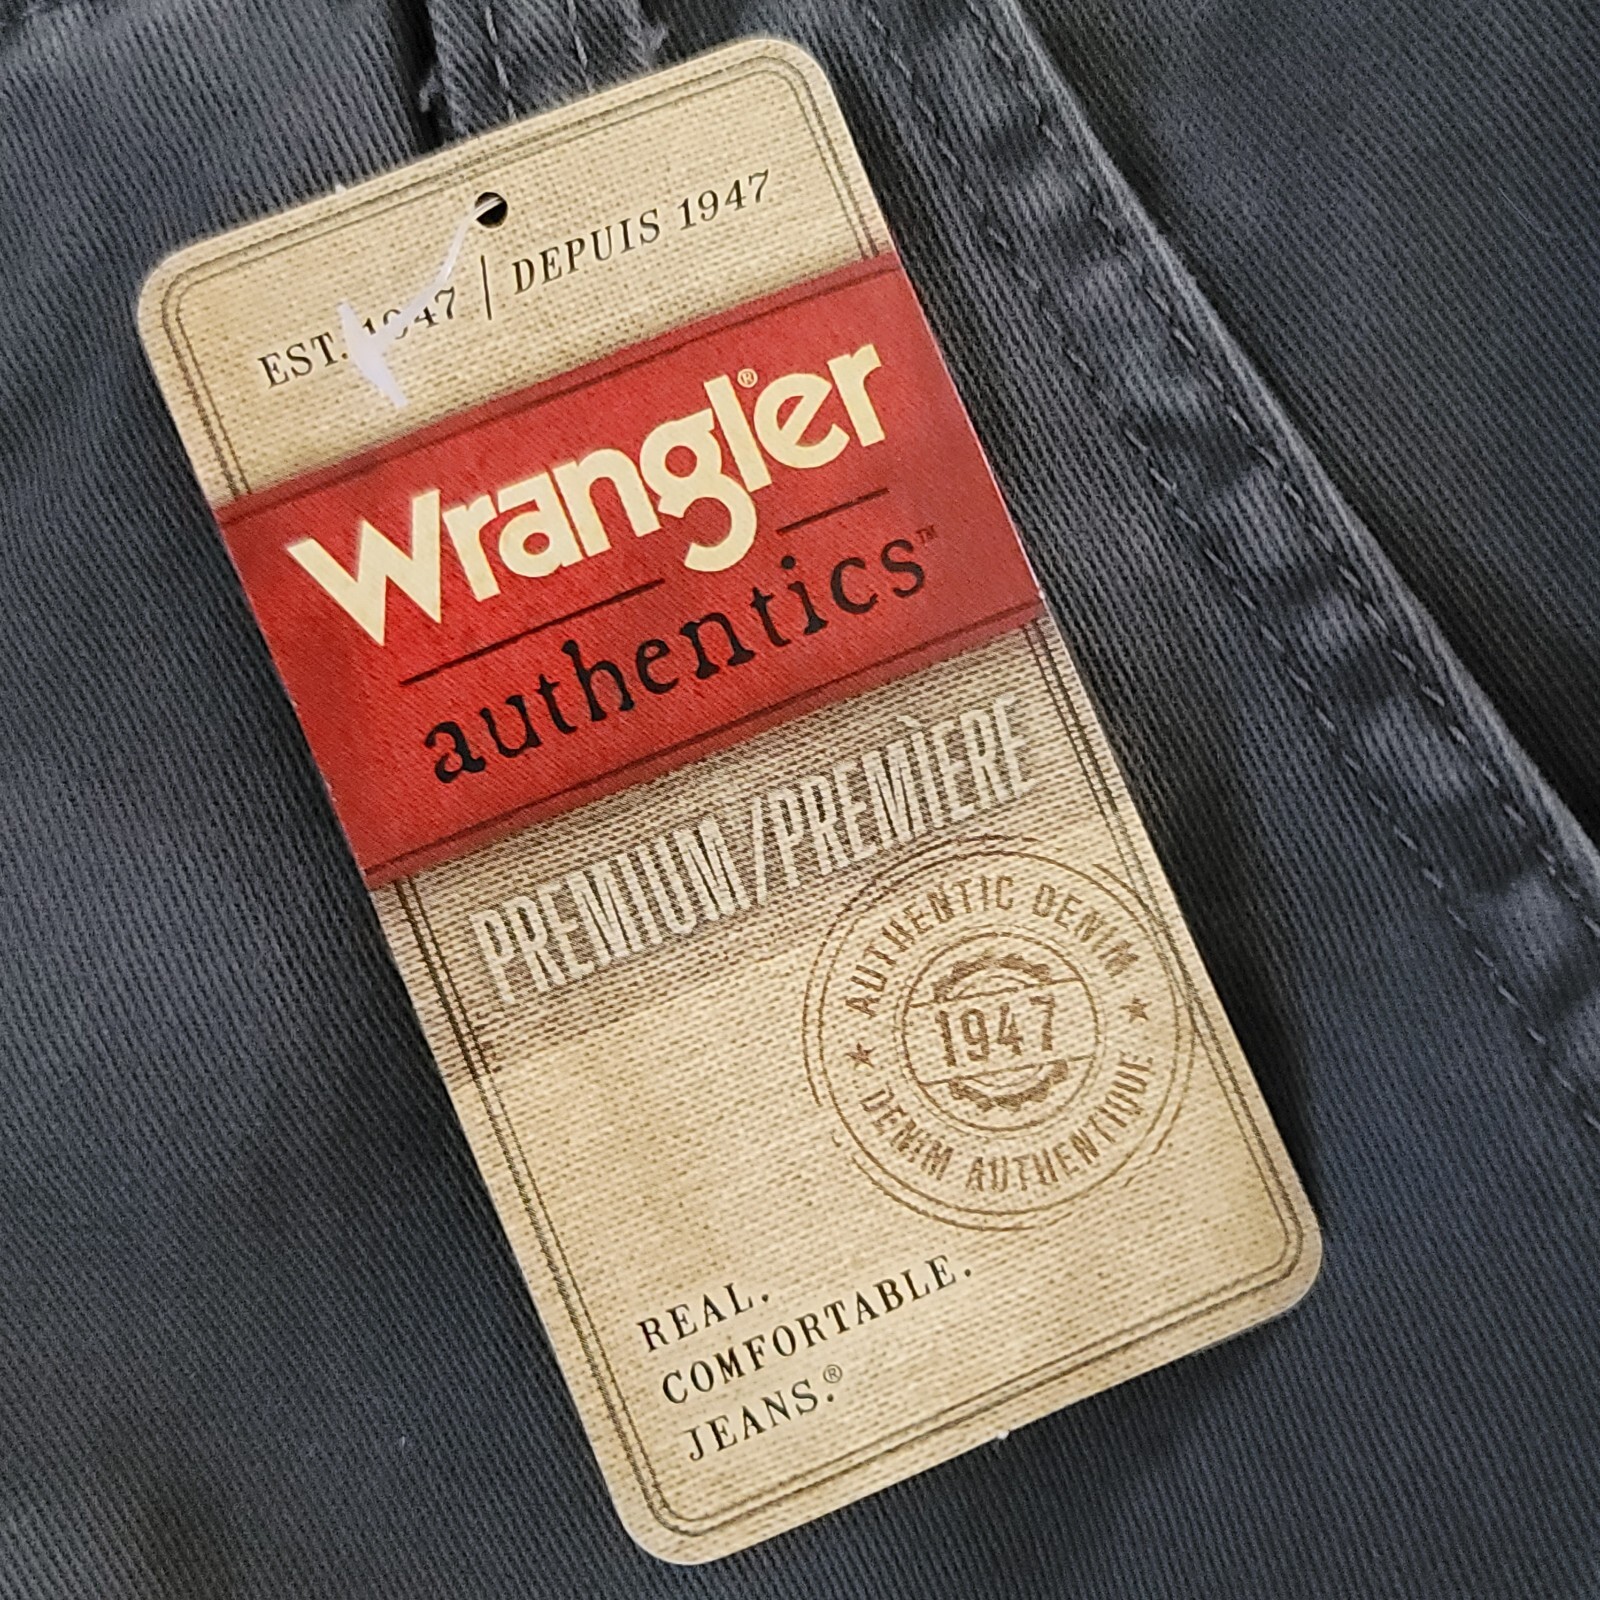 EST. 1947 | DEPUIS 1947
Wrangler®
authentics™
PREMIUM/PREMIÈRE
AUTHENTIC DENIM
★ 1947 ★
DENIM AUTHENTIQUE
REAL.
COMFORTABLE.
JEANS.®